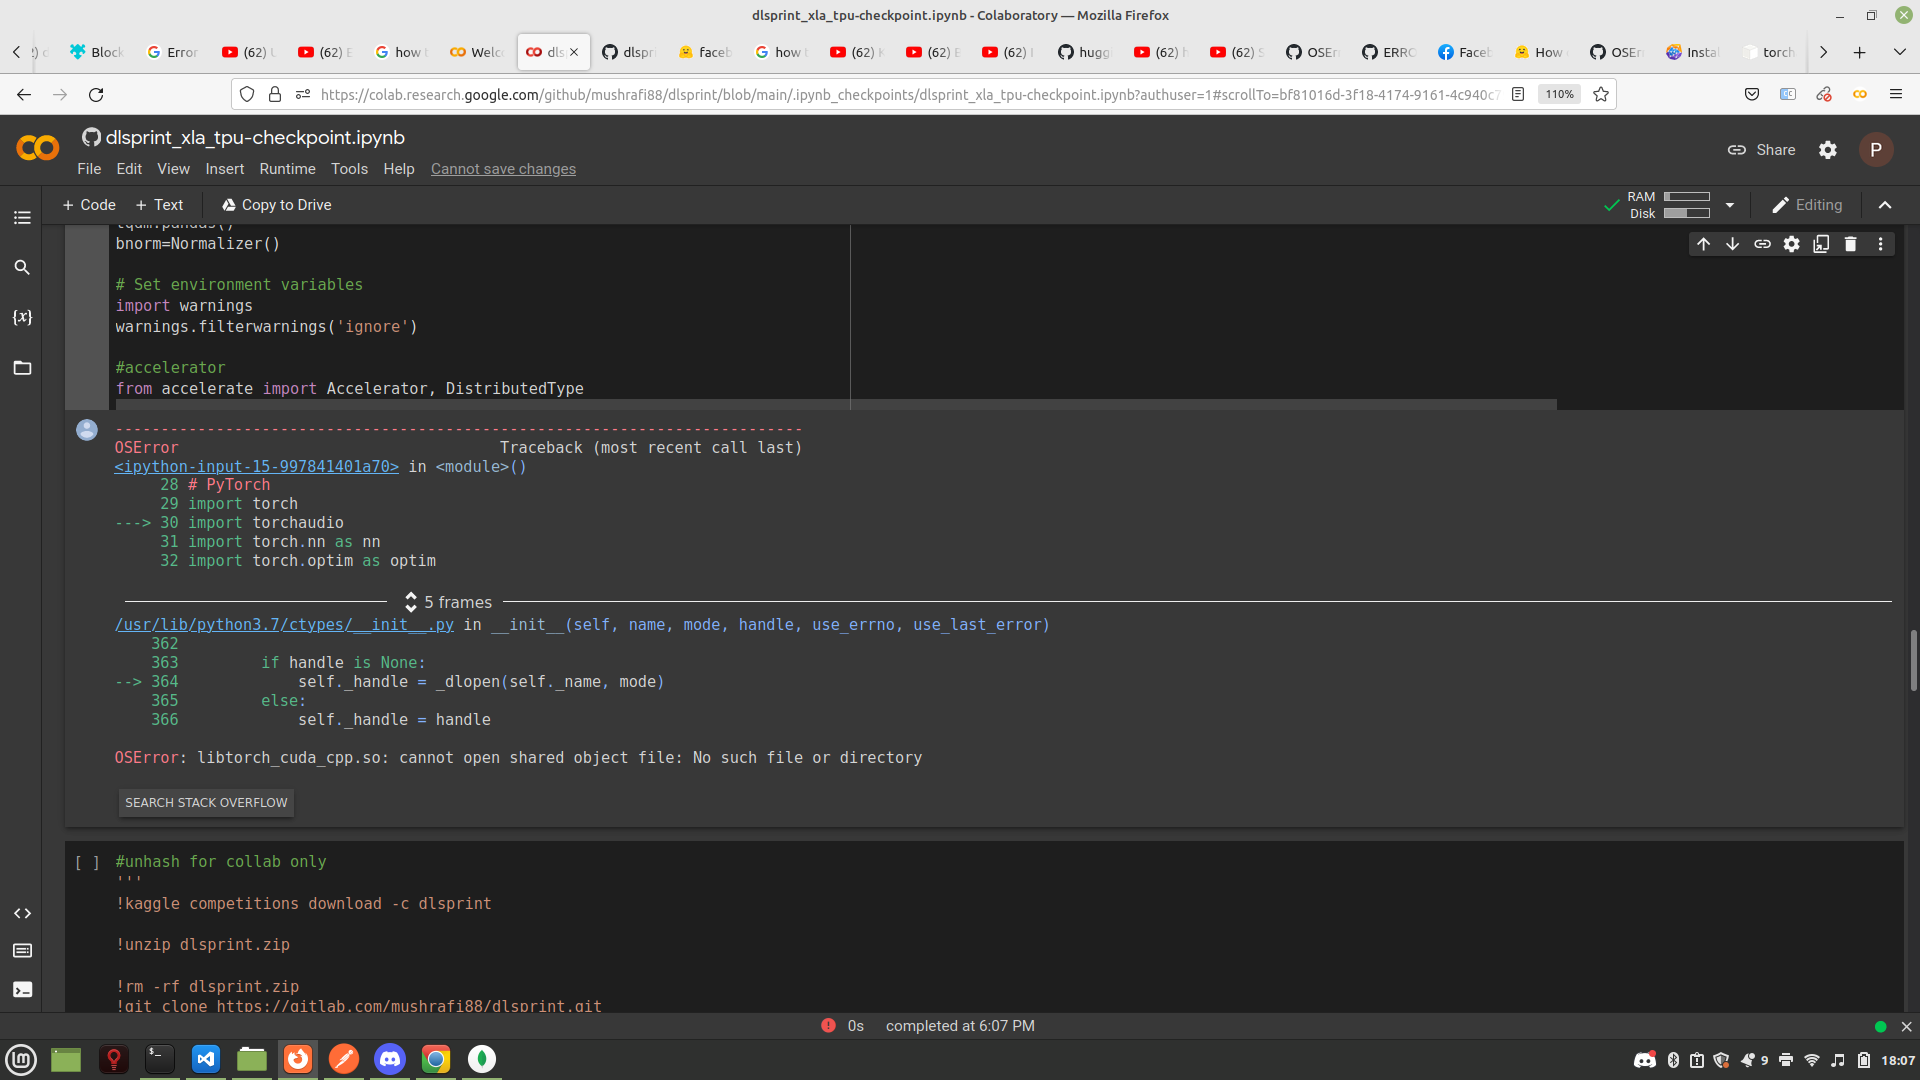 dlsprint_xla_tpu-checkpoint.ipynb - Colaboratory — Mozilla Firefox
Block
Error
(62) U
(62) E
how t
Welc
dls
dlspr
faceb
how t
(62) K
(62) E
(62) I
hugg
(62) h
(62) S
OSEr
ERRO
Faceb
How
OSEr
Instal
torch
https://colab.research.google.com/github/mushrafi88/dlsprint/blob/main/.ipynb_checkpoints/dlsprint_xla_tpu-checkpoint.ipynb?authuser=1#scrollTo=bf81016d-3f18-4174-9161-4c940c7
110%
dlsprint_xla_tpu-checkpoint.ipynb
File Edit View Insert Runtime Tools Help Cannot save changes
Share
P
+ Code + Text Copy to Drive
RAM
Disk
Editing
tqdm.pandas()
bnorm=Normalizer()
# Set environment variables
import warnings
warnings.filterwarnings('ignore')
#accelerator
from accelerate import Accelerator, DistributedType
---------------------------------------------------------------------------
OSError Traceback (most recent call last)
<ipython-input-15-997841401a70> in <module>()
28 # PyTorch
29 import torch
---> 30 import torchaudio
31 import torch.nn as nn
32 import torch.optim as optim
5 frames
/usr/lib/python3.7/ctypes/__init__.py in __init__(self, name, mode, handle, use_errno, use_last_error)
362
363 if handle is None:
--> 364 self._handle = _dlopen(self._name, mode)
365 else:
366 self._handle = handle
OSError: libtorch_cuda_cpp.so: cannot open shared object file: No such file or directory
SEARCH STACK OVERFLOW
[ ] #unhash for collab only
'''
!kaggle competitions download -c dlsprint
!unzip dlsprint.zip
!rm -rf dlsprint.zip
!git clone https://gitlab.com/mushrafi88/dlsprint.git
0s completed at 6:07 PM
9
18:07